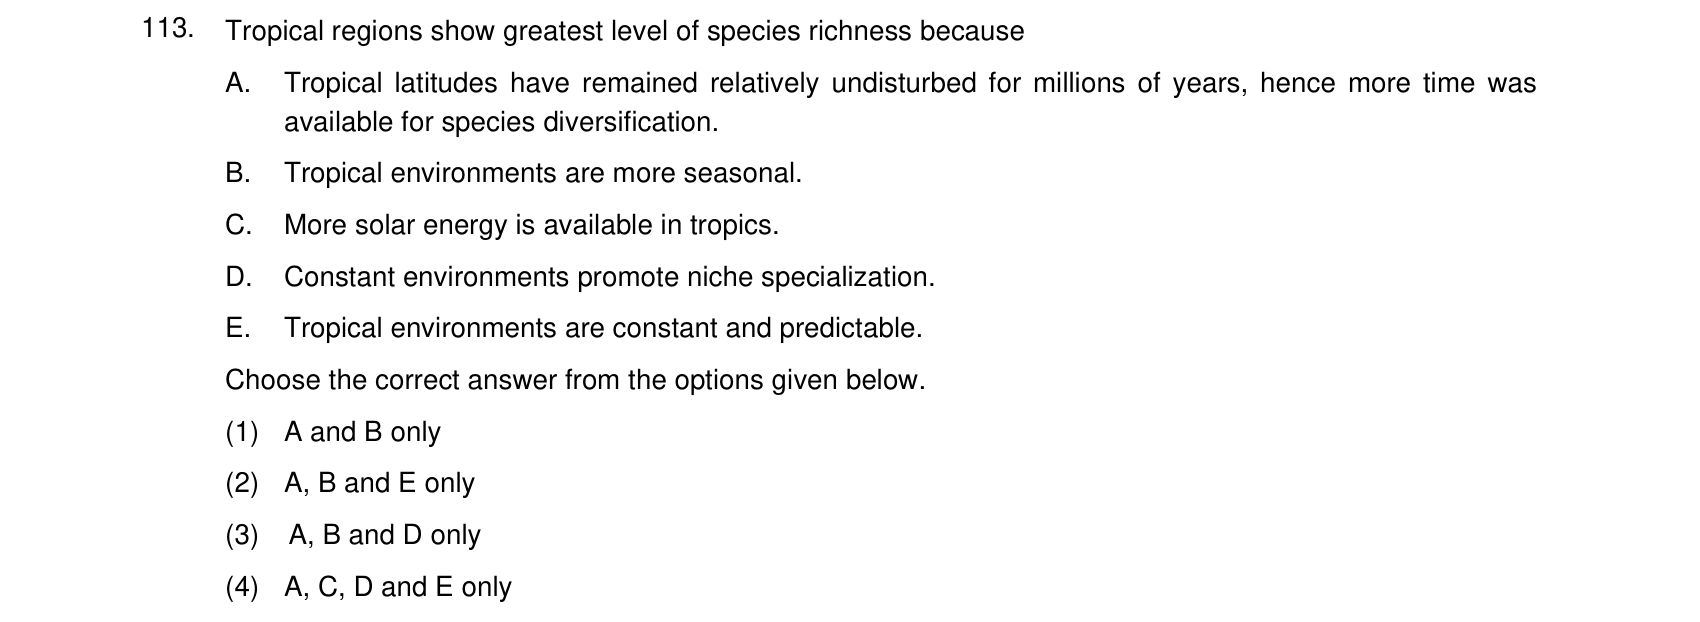 113. Tropical regions show greatest level of species richness because
A. Tropical latitudes have remained relatively undisturbed for millions of years, hence more time was
available for species diversification.
B. Tropical environments are more seasonal.
C. More solar energy is available in tropics.
D. Constant environments promote niche specialization.
E. Tropical environments are constant and predictable.
Choose the correct answer from the options given below.
(1) A and B only
(2) A, B and E only
(3) A, B and D only
(4) A, C, D and E only